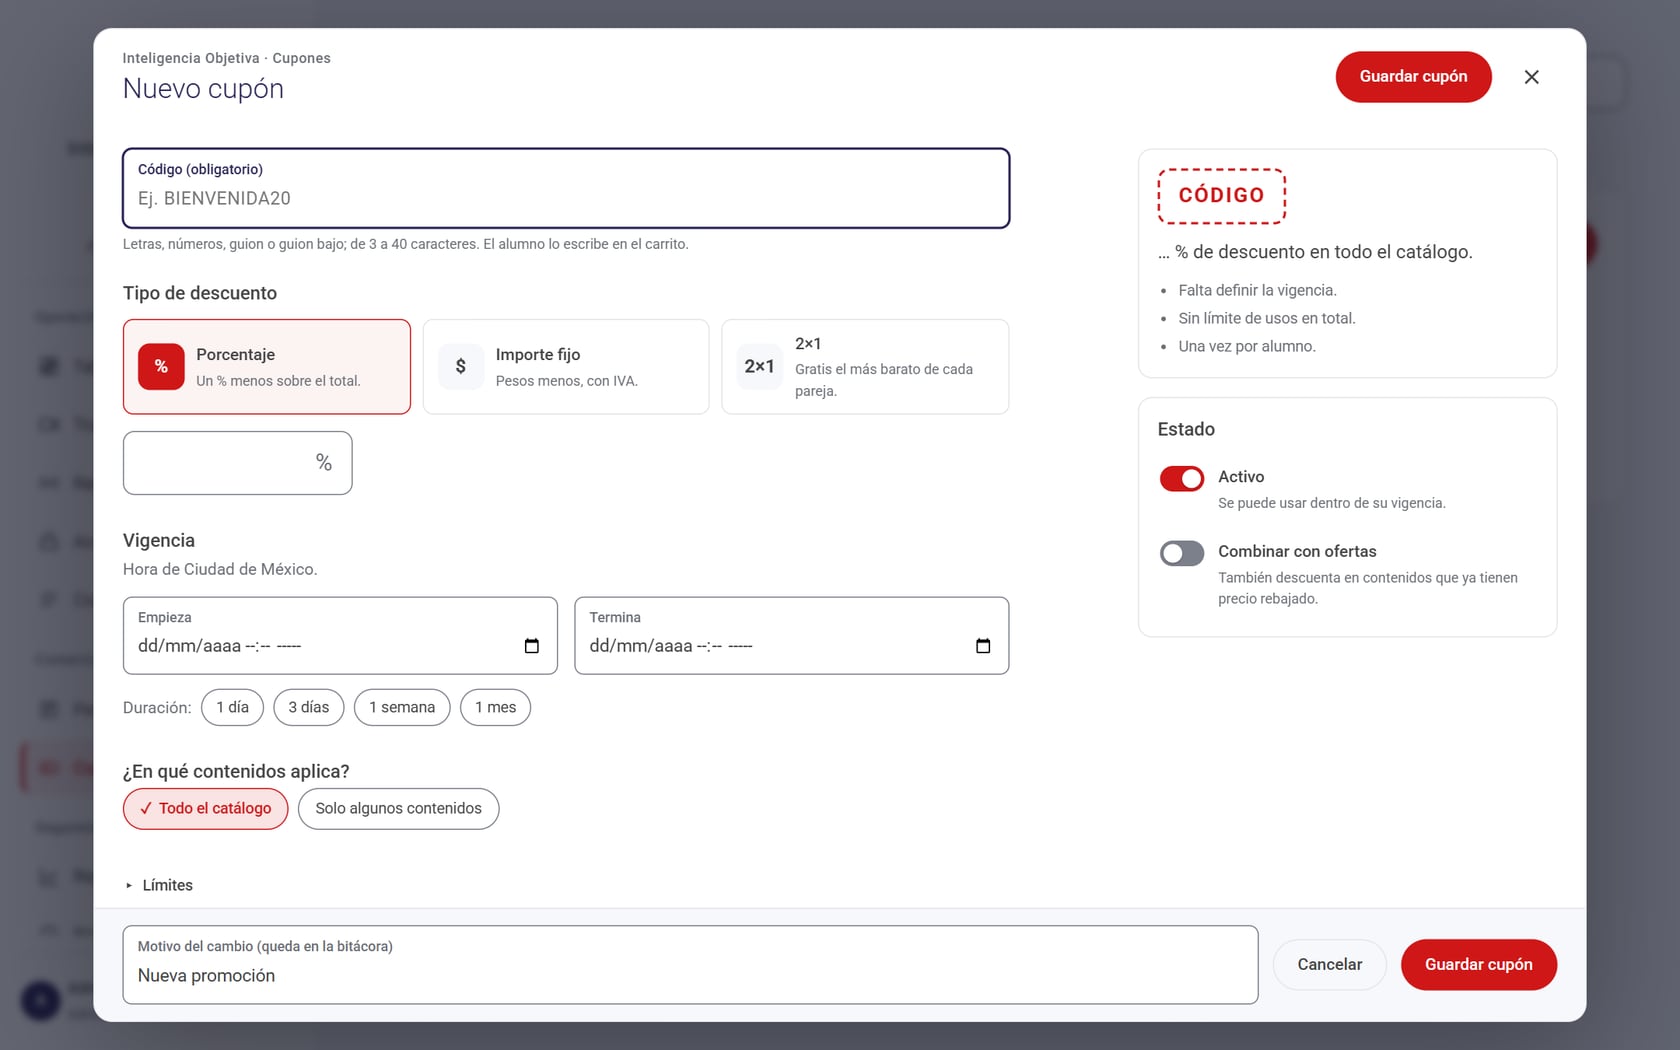 Inteligencia Objetiva · Cupones
Nuevo cupón
Guardar cupón
Código (obligatorio)
Ej. BIENVENIDA20
Letras, números, guion o guion bajo; de 3 a 40 caracteres. El alumno lo escribe en el carrito.
Tipo de descuento
%
Porcentaje
Un % menos sobre el total.
$
Importe fijo
Pesos menos, con IVA.
2×1
2×1
Gratis el más barato de cada
pareja.
%
Vigencia
Hora de Ciudad de México.
Empieza
dd/mm/aaaa --:-- -----
Termina
dd/mm/aaaa --:-- -----
Duración:
1 día
3 días
1 semana
1 mes
¿En qué contenidos aplica?
✓ Todo el catálogo
Solo algunos contenidos
Límites
CÓDIGO
... % de descuento en todo el catálogo.
• Falta definir la vigencia.
• Sin límite de usos en total.
• Una vez por alumno.
Estado
Activo
Se puede usar dentro de su vigencia.
Combinar con ofertas
También descuenta en contenidos que ya tienen
precio rebajado.
Motivo del cambio (queda en la bitácora)
Nueva promoción
Cancelar
Guardar cupón